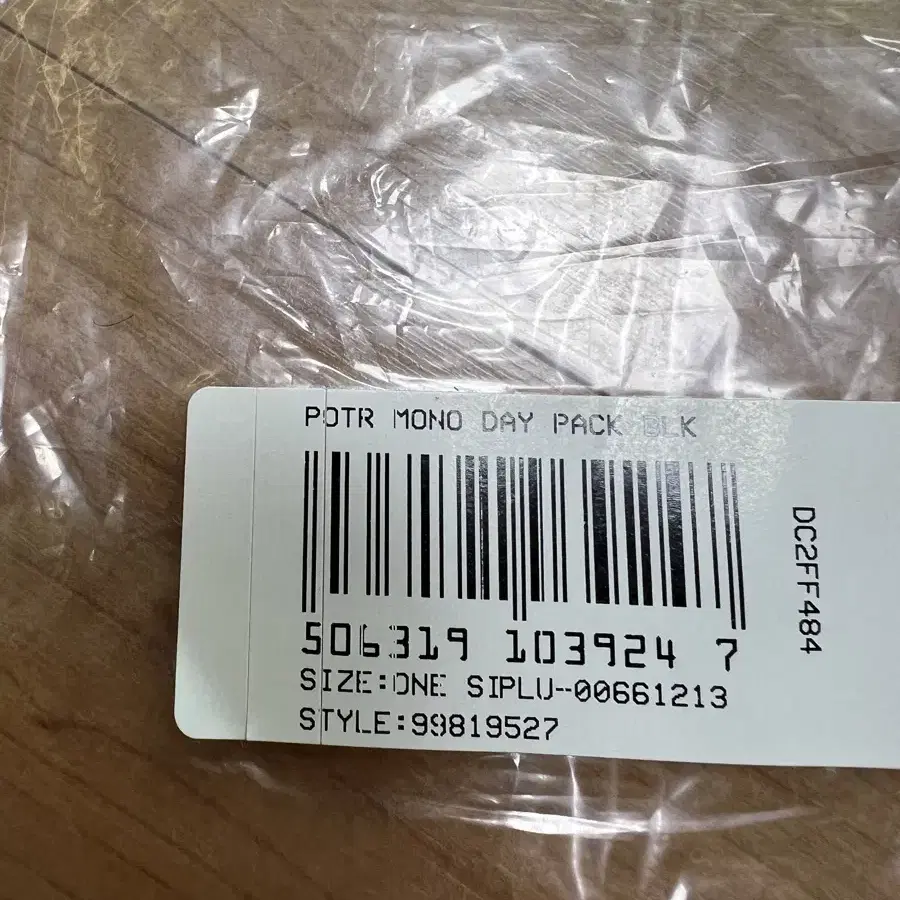 POTR MONO DAY PACK BLK
506319 103924 7
SIZE:ONE SIPLU-00661213
STYLE:99819527
DC2FF484